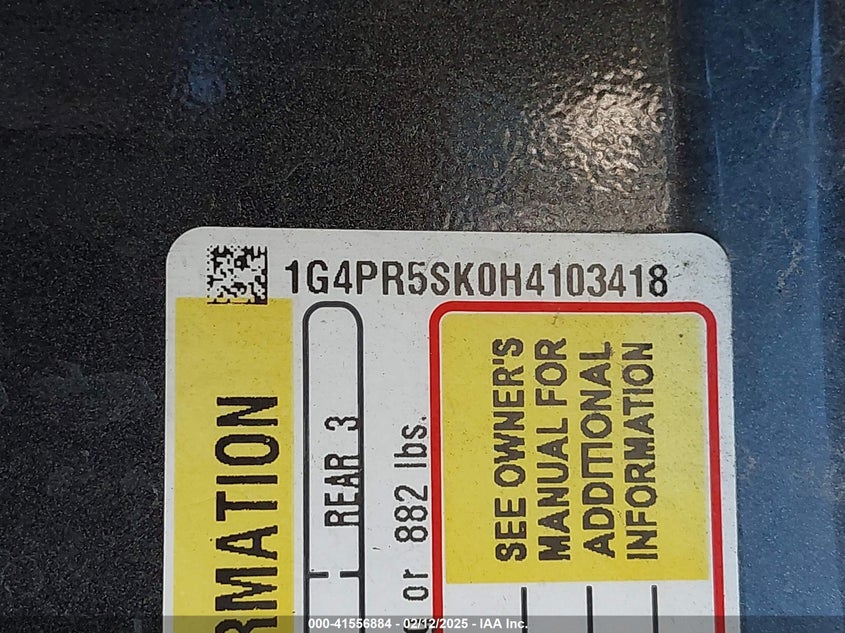 1G4PR5SK0H4103418
RMATION
REAR 3
or 882 lbs.
SEE OWNER'S
MANUAL FOR
ADDITIONAL
INFORMATION
000-41556884 - 02/12/2025 - IAA Inc.